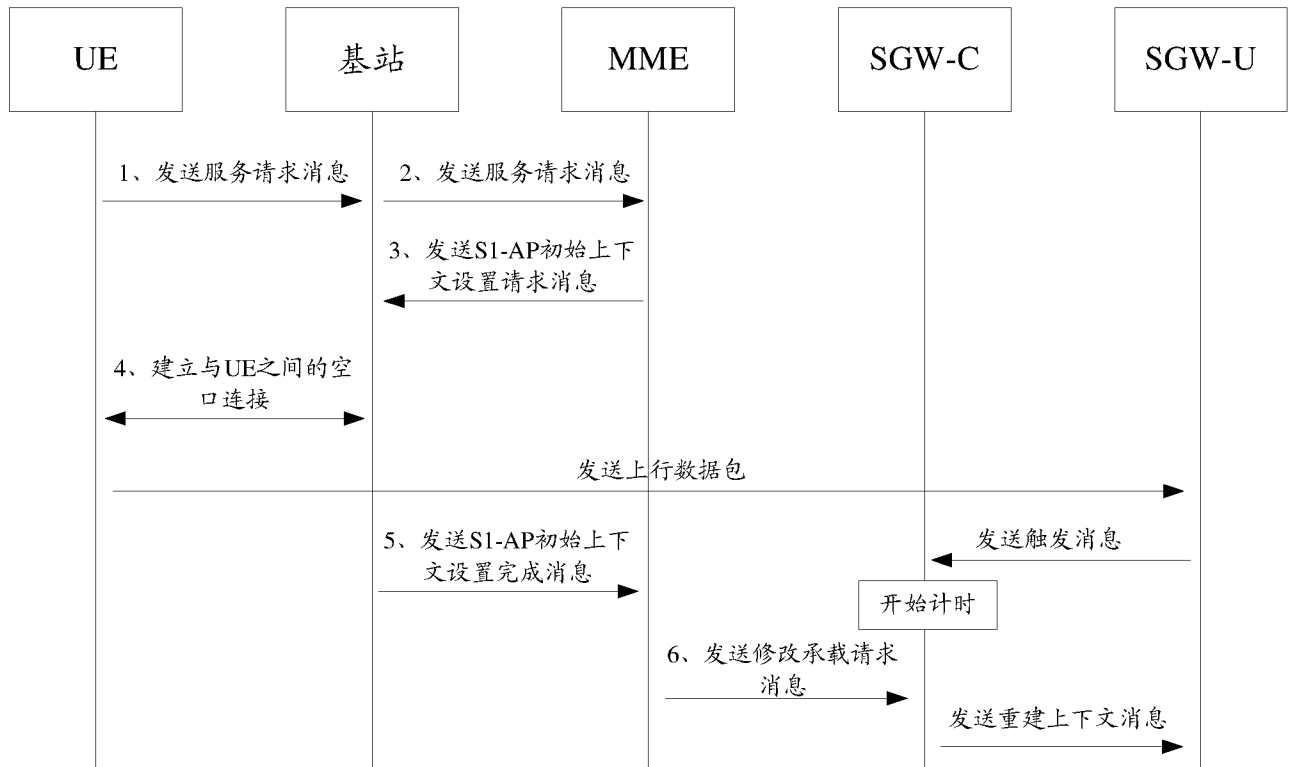 UE
基站
MME
SGW-C
SGW-U
1、发送服务请求消息
2、发送服务请求消息
3、发送S1-AP初始上下
文设置请求消息
4、建立与UE之间的空
口连接
发送上行数据包
5、发送S1-AP初始上下
文设置完成消息
发送触发消息
开始计时
6、发送修改承载请求
消息
发送重建上下文消息